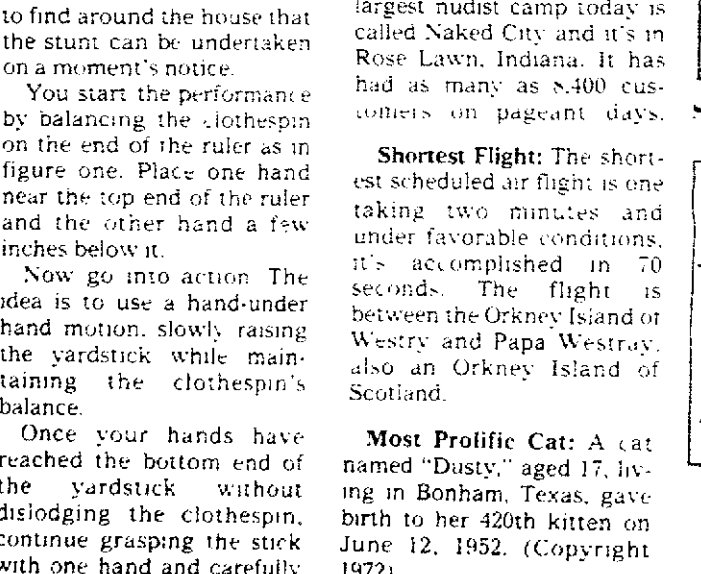 to find around the house that
the stunt can be undertaken
on a moment's notice.
You start the performance
by balancing the clothespin
on the end of the ruler as in
figure one. Place one hand
near the top end of the ruler
and the other hand a few
inches below it.
Now go into action The
idea is to use a hand-under
hand motion. slowly raising
the yardstick while main-
taining the clothespin's
balance.
Once your hands have
reached the bottom end of
the yardstick without
dislodging the clothespin,
continue grasping the stick
with one hand and carefully
largest nudist camp today is
called Naked City and it's in
Rose Lawn, Indiana. It has
had as many as 8,400 cus-
tomers on pageant days.
Shortest Flight: The short-
est scheduled air flight is one
taking two minutes and
under favorable conditions,
it's accomplished in 70
seconds. The flight is
between the Orkney Island of
Westry and Papa Westray,
also an Orkney Island of
Scotland.
Most Prolific Cat: A cat
named "Dusty," aged 17, liv-
ing in Bonham, Texas, gave
birth to her 420th kitten on
June 12, 1952. (Copyright
1972)